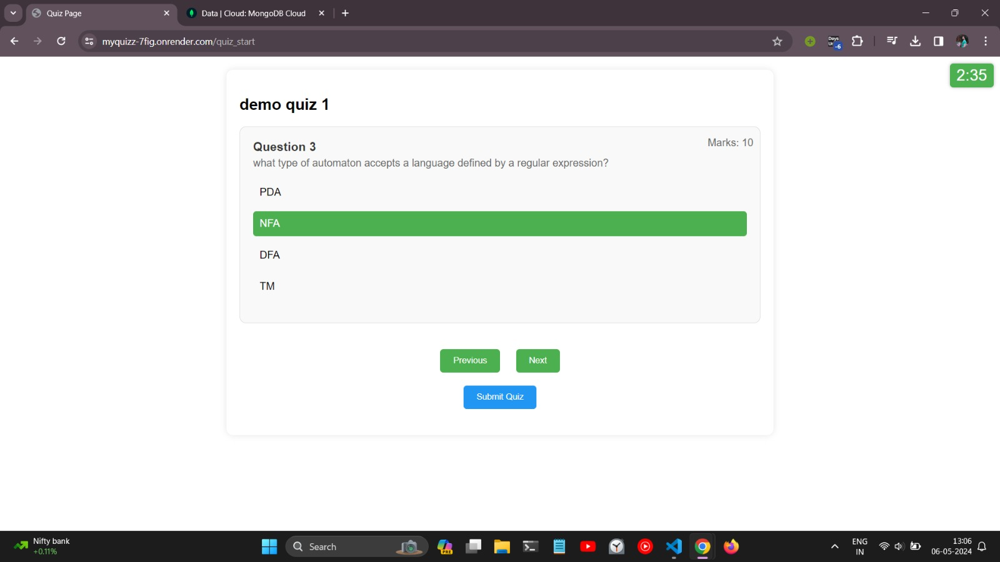 Quiz Page
Data | Cloud: MongoDB Cloud
myquizz-7fig.onrender.com/quiz_start
-6
2:35
demo quiz 1
Question 3
Marks: 10
what type of automaton accepts a language defined by a regular expression?
PDA
NFA
DFA
TM
Previous
Next
Submit Quiz
Nifty bank
+0.11%
Search
PRE
ENG
IN
13:06
06-05-2024